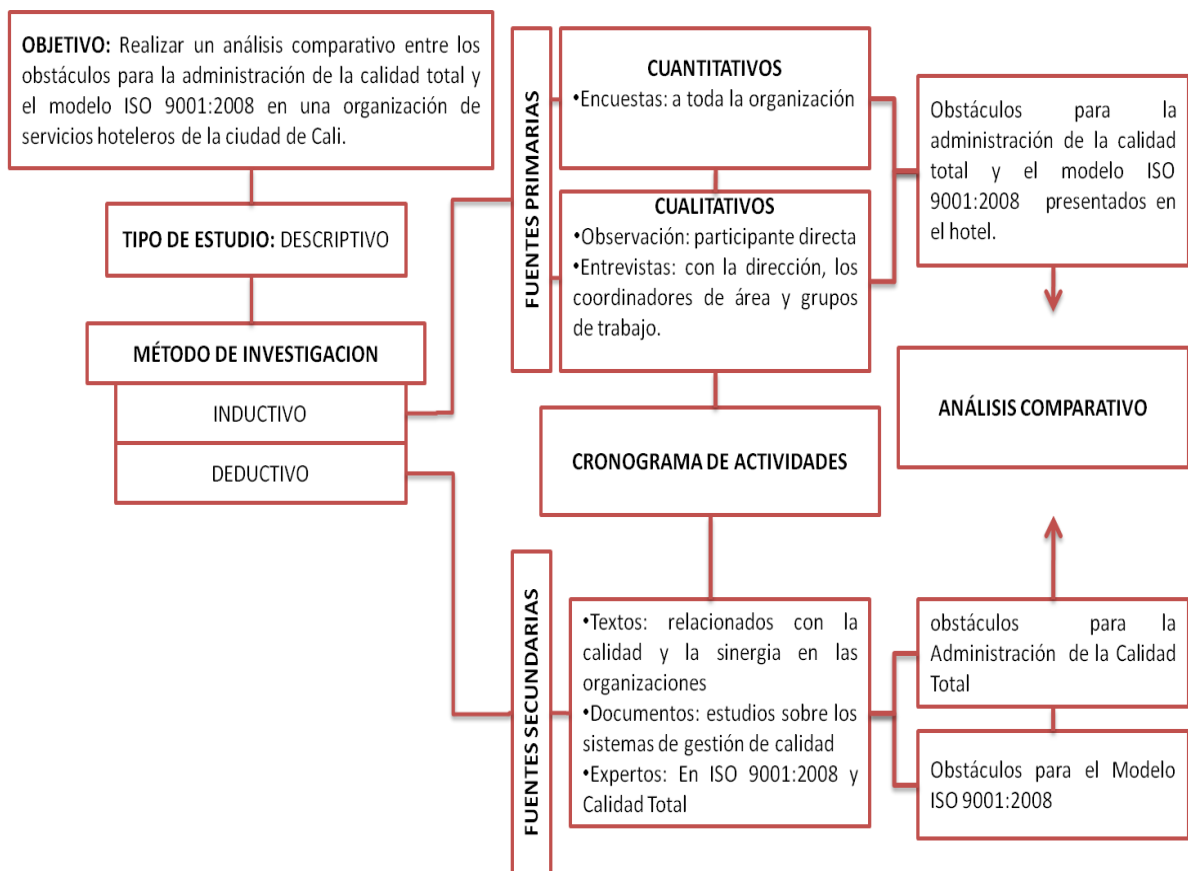 OBJETIVO: Realizar un análisis comparativo entre los
obstáculos para la administración de la calidad total y
el modelo ISO 9001:2008 en una organización de
servicios hoteleros de la ciudad de Cali.
TIPO DE ESTUDIO: DESCRIPTIVO
MÉTODO DE INVESTIGACION
INDUCTIVO
DEDUCTIVO
FUENTES PRIMARIAS
CUANTITATIVOS
•Encuestas: a toda la organización
CUALITATIVOS
•Observación: participante directa
•Entrevistas: con la dirección, los
coordinadores de área y grupos
de trabajo.
Obstáculos para la
administración de la calidad
total y el modelo ISO
9001:2008 presentados en
el hotel.
CRONOGRAMA DE ACTIVIDADES
ANÁLISIS COMPARATIVO
FUENTES SECUNDARIAS
•Textos: relacionados con la
calidad y la sinergia en las
organizaciones
•Documentos: estudios sobre los
sistemas de gestión de calidad
•Expertos: En ISO 9001:2008 y
Calidad Total
obstáculos para la
Administración de la Calidad
Total
Obstáculos para el Modelo
ISO 9001:2008